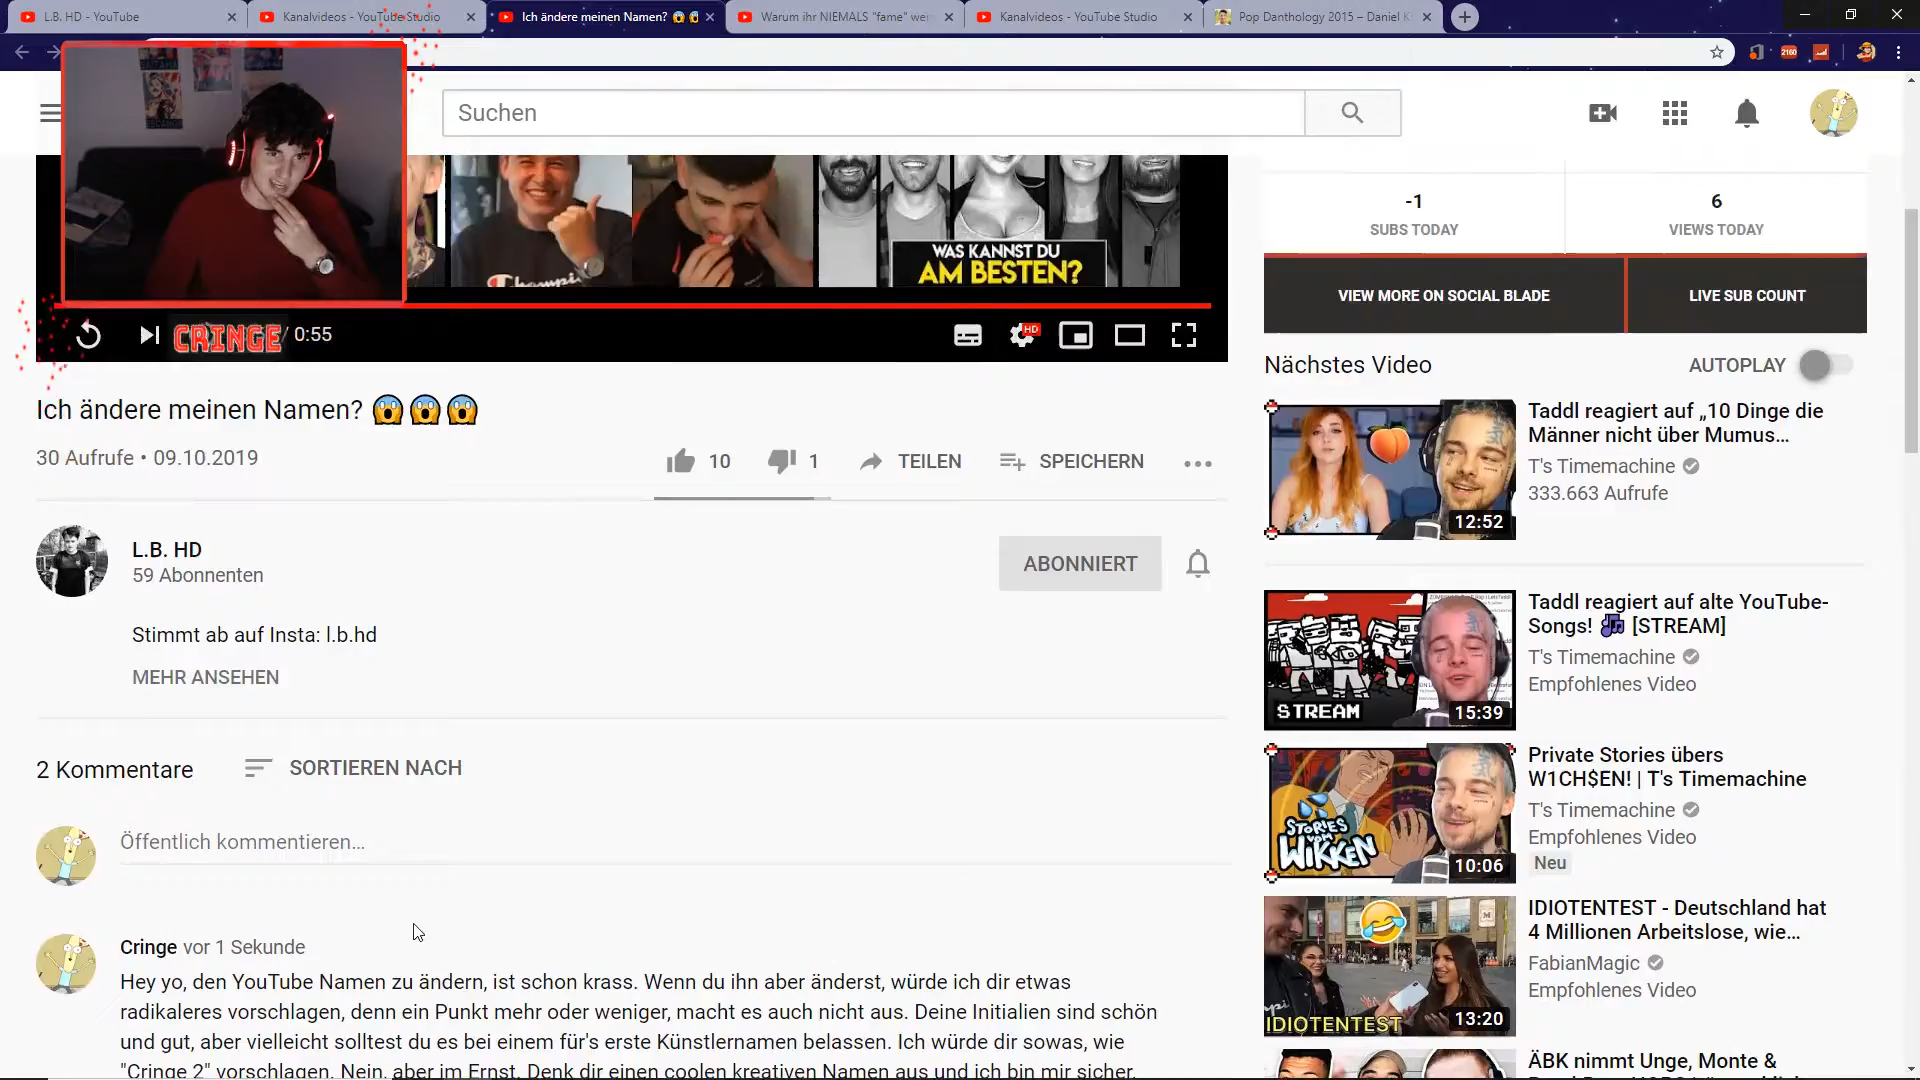 L.B. HD - YouTube
Kanalvideos - YouTube Studio
Ich ändere meinen Namen? 😱
Warum ihr NIEMALS "fame" wer
Kanalvideos - YouTube Studio
Pop Danthology 2015 – Daniel K
2160
Suchen
WAS KANNST DU
AM BESTEN?
CRINGE / 0:55
HD
-1
SUBS TODAY
6
VIEWS TODAY
VIEW MORE ON SOCIAL BLADE
LIVE SUB COUNT
Ich ändere meinen Namen? 😱😱😱
30 Aufrufe • 09.10.2019
10
1
TEILEN
SPEICHERN
L.B. HD
59 Abonnenten
ABONNIERT
Stimmt ab auf Insta: l.b.hd
MEHR ANSEHEN
2 Kommentare
SORTIEREN NACH
Öffentlich kommentieren...
Cringe vor 1 Sekunde
Hey yo, den YouTube Namen zu ändern, ist schon krass. Wenn du ihn aber änderst, würde ich dir etwas
radikaleres vorschlagen, denn ein Punkt mehr oder weniger, macht es auch nicht aus. Deine Initialien sind schön
und gut, aber vielleicht solltest du es bei einem für's erste Künstlernamen belassen. Ich würde dir sowas, wie
"Cringe 2" vorschlagen. Nein, aber im Ernst. Denk dir einen coolen kreativen Namen aus und ich bin mir sicher,
Nächstes Video
AUTOPLAY
12:52
Taddl reagiert auf „10 Dinge die
Männer nicht über Mumus...
T's Timemachine
333.663 Aufrufe
STREAM
15:39
Taddl reagiert auf alte YouTube-
Songs! 🎵 [STREAM]
T's Timemachine
Empfohlenes Video
STORIES
VOM
WIKKEN
10:06
Private Stories übers
W1CH$EN! | T's Timemachine
T's Timemachine
Empfohlenes Video
Neu
IDIOTENTEST
13:20
IDIOTENTEST - Deutschland hat
4 Millionen Arbeitslose, wie...
FabianMagic
Empfohlenes Video
ÄBK nimmt Unge, Monte &